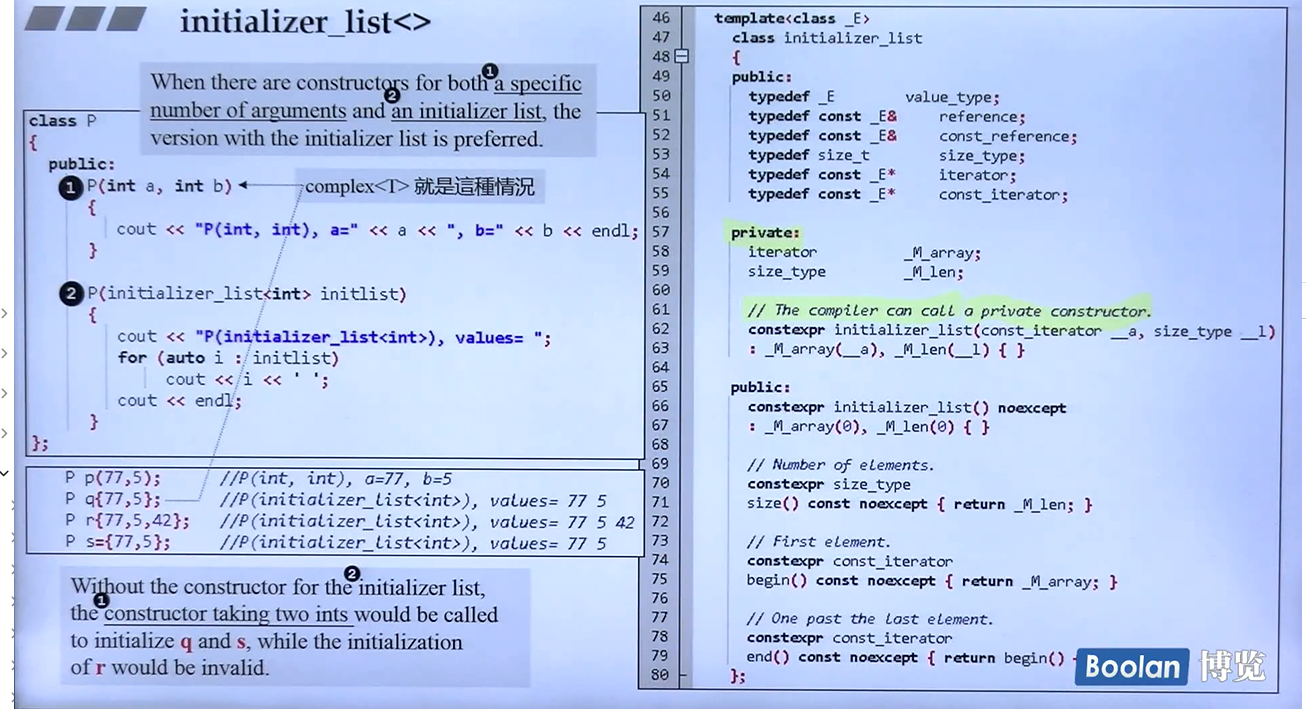 initializer_list<>
When there are constructors for both a specific
number of arguments and an initializer list, the
version with the initializer list is preferred.
1
2
class P
{
public:
1 P(int a, int b)
complex<T> 就是這種情況
{
cout << "P(int, int), a=" << a << ", b=" << b << endl;
}
2 P(initializer_list<int> initlist)
{
cout << "P(initializer_list<int>), values= ";
for (auto i : initlist)
cout << i << ' ';
cout << endl;
}
};
P p(77,5); //P(int, int), a=77, b=5
P q{77,5}; //P(initializer_list<int>), values= 77 5
P r{77,5,42}; //P(initializer_list<int>), values= 77 5 42
P s={77,5}; //P(initializer_list<int>), values= 77 5
2
Without the constructor for the initializer list,
1
the constructor taking two ints would be called
to initialize q and s, while the initialization
of r would be invalid.
46 template<class _E>
47 class initializer_list
48 {
49 public:
50 typedef _E value_type;
51 typedef const _E& reference;
52 typedef const _E& const_reference;
53 typedef size_t size_type;
54 typedef const _E* iterator;
55 typedef const _E* const_iterator;
56
57 private:
58 iterator _M_array;
59 size_type _M_len;
60
61 // The compiler can call a private constructor.
62 constexpr initializer_list(const_iterator __a, size_type __l)
63 : _M_array(__a), _M_len(__l) { }
64
65 public:
66 constexpr initializer_list() noexcept
67 : _M_array(0), _M_len(0) { }
68
69 // Number of elements.
70 constexpr size_type
71 size() const noexcept { return _M_len; }
72
73 // First element.
74 constexpr const_iterator
75 begin() const noexcept { return _M_array; }
76
77 // One past the last element.
78 constexpr const_iterator
79 end() const noexcept { return begin()
80 };
Boolan 博览